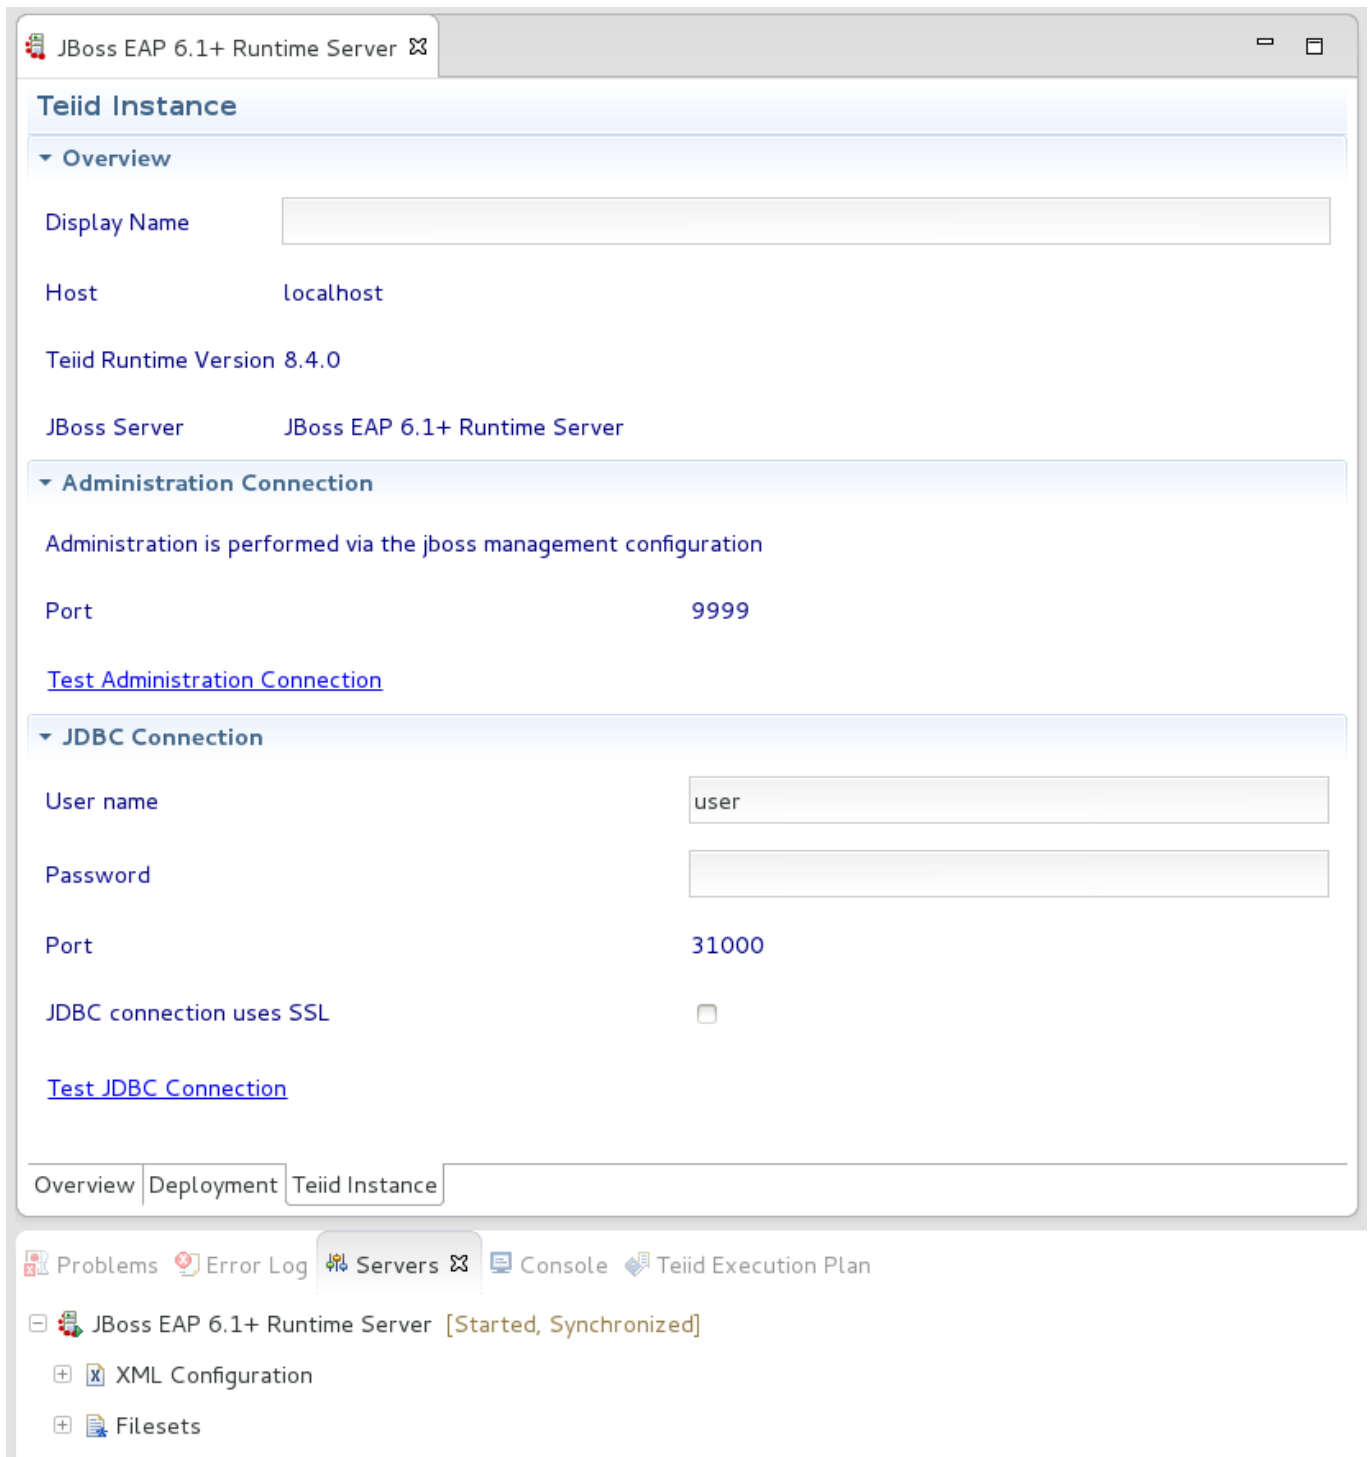 JBoss EAP 6.1+ Runtime Server
Teiid Instance
Overview
Display Name
Host localhost
Teiid Runtime Version 8.4.0
JBoss Server JBoss EAP 6.1+ Runtime Server
Administration Connection
Administration is performed via the jboss management configuration
Port 9999
Test Administration Connection
JDBC Connection
User name user
Password
Port 31000
JDBC connection uses SSL
Test JDBC Connection
Overview Deployment Teiid Instance
Problems Error Log Servers Console Teiid Execution Plan
JBoss EAP 6.1+ Runtime Server [Started, Synchronized]
XML Configuration
Filesets